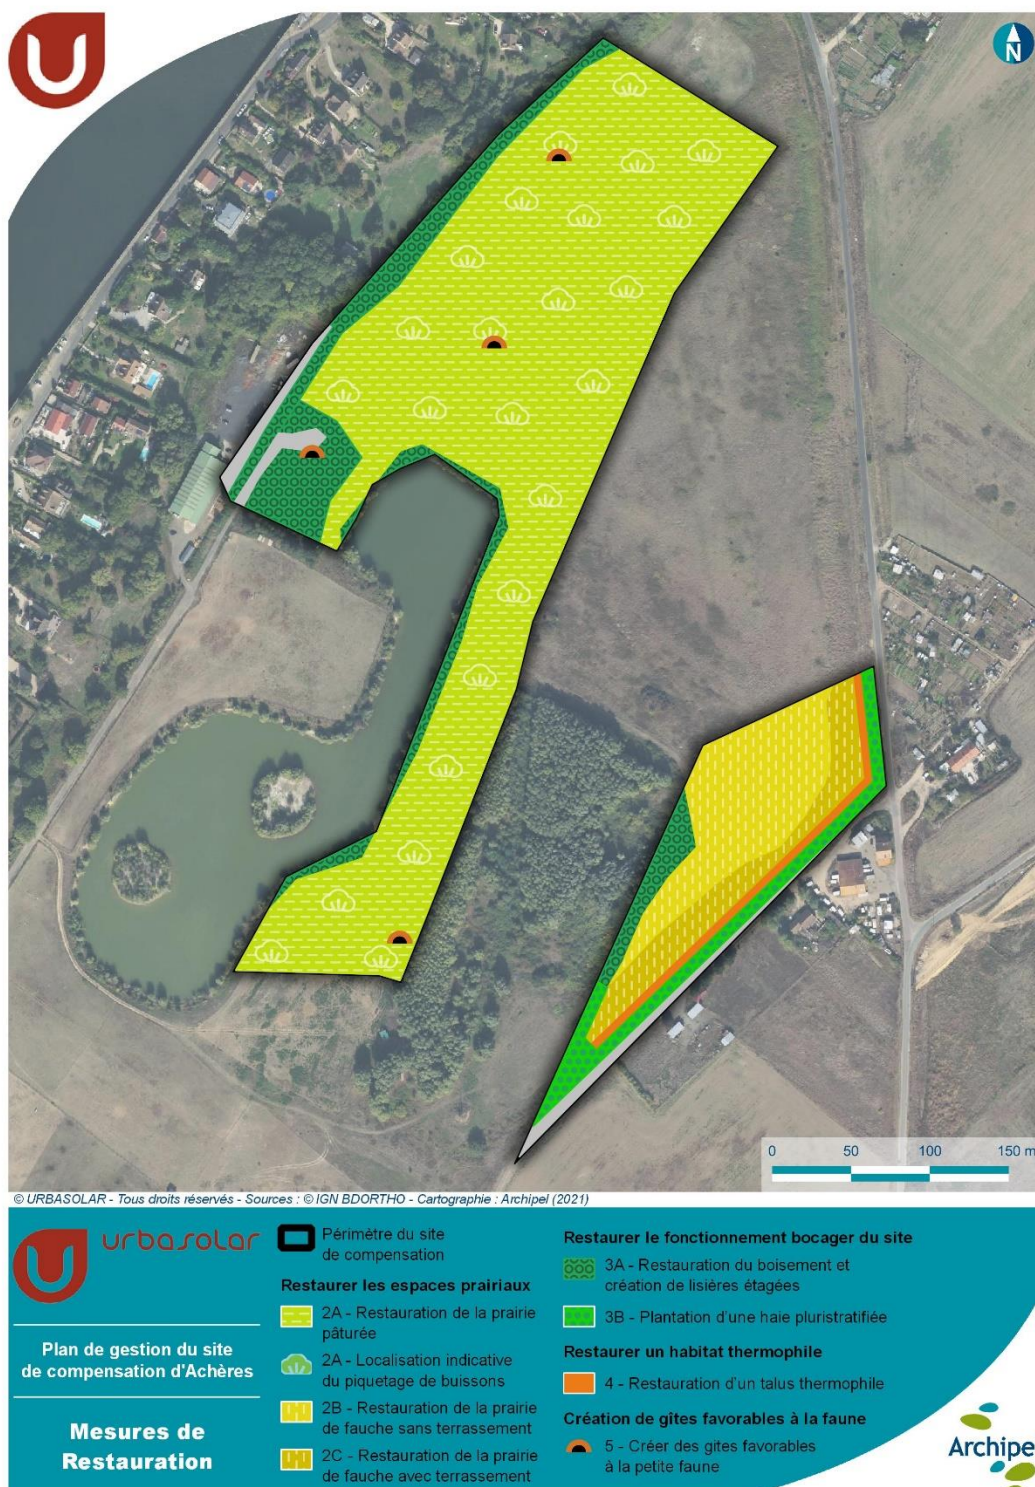 N
0 50 100 150 m
© URBASOLAR - Tous droits réservés - Sources : © IGN BDORTHO - Cartographie : Archipel (2021)
urbasolar
Plan de gestion du site
de compensation d'Achères
Mesures de
Restauration
Périmètre du site
de compensation
Restaurer les espaces prairiaux
2A - Restauration de la prairie
pâturée
2A - Localisation indicative
du piquetage de buissons
2B - Restauration de la prairie
de fauche sans terrassement
2C - Restauration de la prairie
de fauche avec terrassement
Restaurer le fonctionnement bocager du site
3A - Restauration du boisement et
création de lisières étagées
3B - Plantation d'une haie pluristratifiée
Restaurer un habitat thermophile
4 - Restauration d'un talus thermophile
Création de gîtes favorables à la faune
5 - Créer des gites favorables
à la petite faune
Archipe